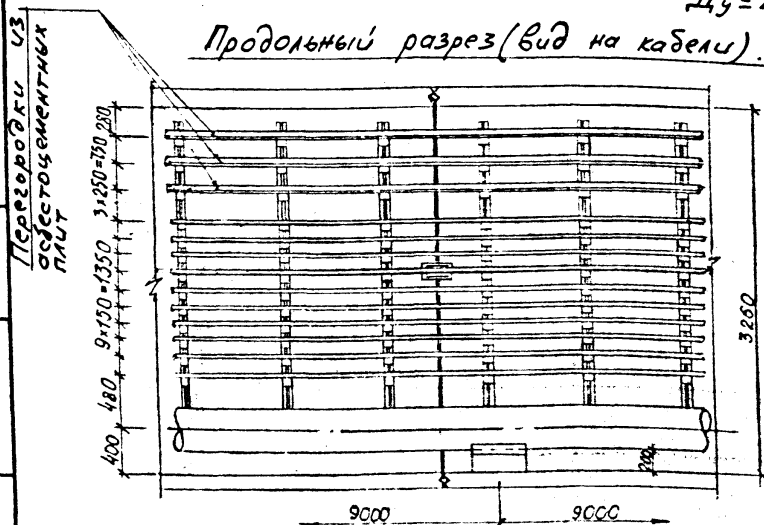 Ду=
Продольный разрез (вид на кабели).
Перегородки из
асбестоцементных
плит
280
3×250=750
9×150=1350
480
400
3260
200
9000 9000